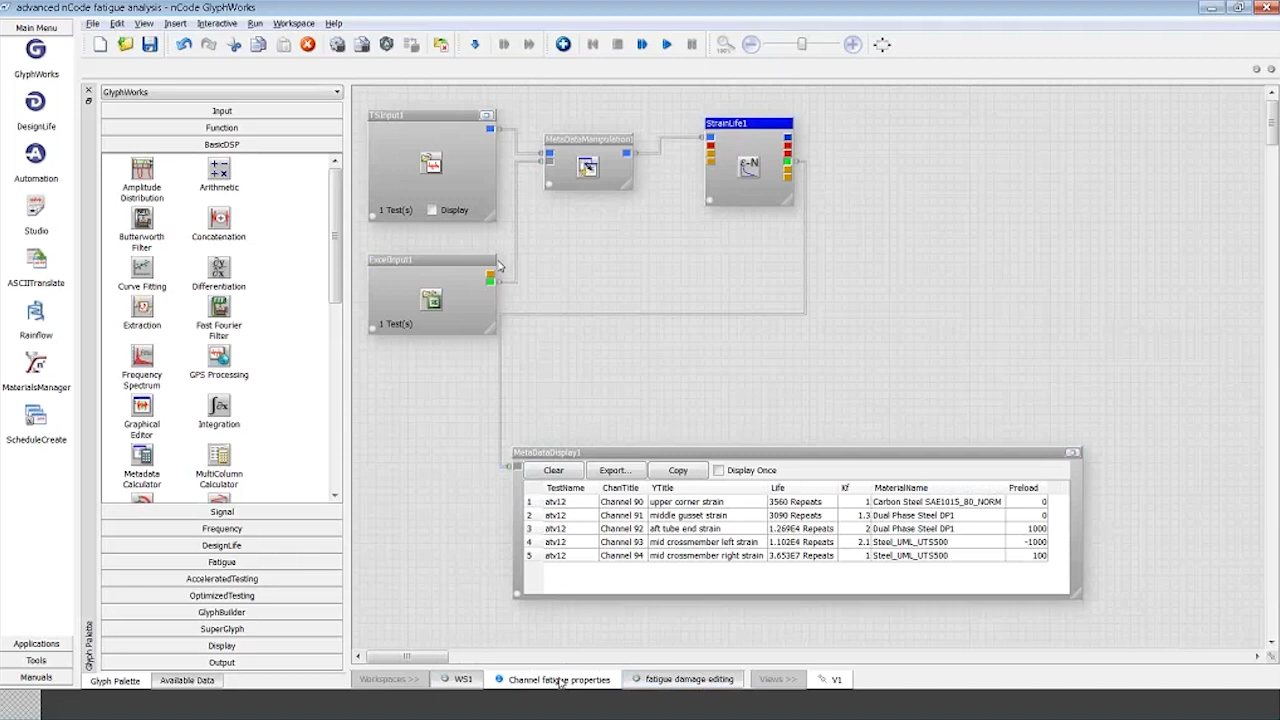 advanced nCode fatigue analysis - nCode GlyphWorks
Main Menu
File Edit View Insert Interactive Run Workspace Help
GlyphWorks
DesignLife
Automation
Studio
ASCIITranslate
Rainflow
MaterialsManager
ScheduleCreate
Applications
Tools
Manuals
Glyph Palette
GlyphWorks
Input
Function
BasicDSP
Amplitude Distribution
Arithmetic
Butterworth Filter
Concatenation
Curve Fitting
Differentiation
Extraction
Fast Fourier Filter
Frequency Spectrum
GPS Processing
Graphical Editor
Integration
Metadata Calculator
MultiColumn Calculator
Signal
Frequency
DesignLife
Fatigue
AcceleratedTesting
OptimizedTesting
GlyphBuilder
SuperGlyph
Display
Output
Glyph Palette Available Data
100%
TSInput1
1 Test(s) Display
MetaDataManipulation1
StrainLife1
ε-N
ExcelInput1
1 Test(s)
MetaDataDisplay1
Clear Export... Copy Display Once
TestName ChanTitle YTitle Life Kf MaterialName Preload
1 atv12 Channel 90 upper corner strain 3560 Repeats 1 Carbon Steel SAE1015_80_NORM 0
2 atv12 Channel 91 middle gusset strain 3090 Repeats 1.3 Dual Phase Steel DP1 0
3 atv12 Channel 92 aft tube end strain 1.269E4 Repeats 2 Dual Phase Steel DP1 1000
4 atv12 Channel 93 mid crossmember left strain 1.102E4 Repeats 2.1 Steel_UML_UTS500 -1000
5 atv12 Channel 94 mid crossmember right strain 3.653E7 Repeats 1 Steel_UML_UTS500 100
Workspaces >> WS1 Channel fatigue properties fatigue damage editing Views >> V1